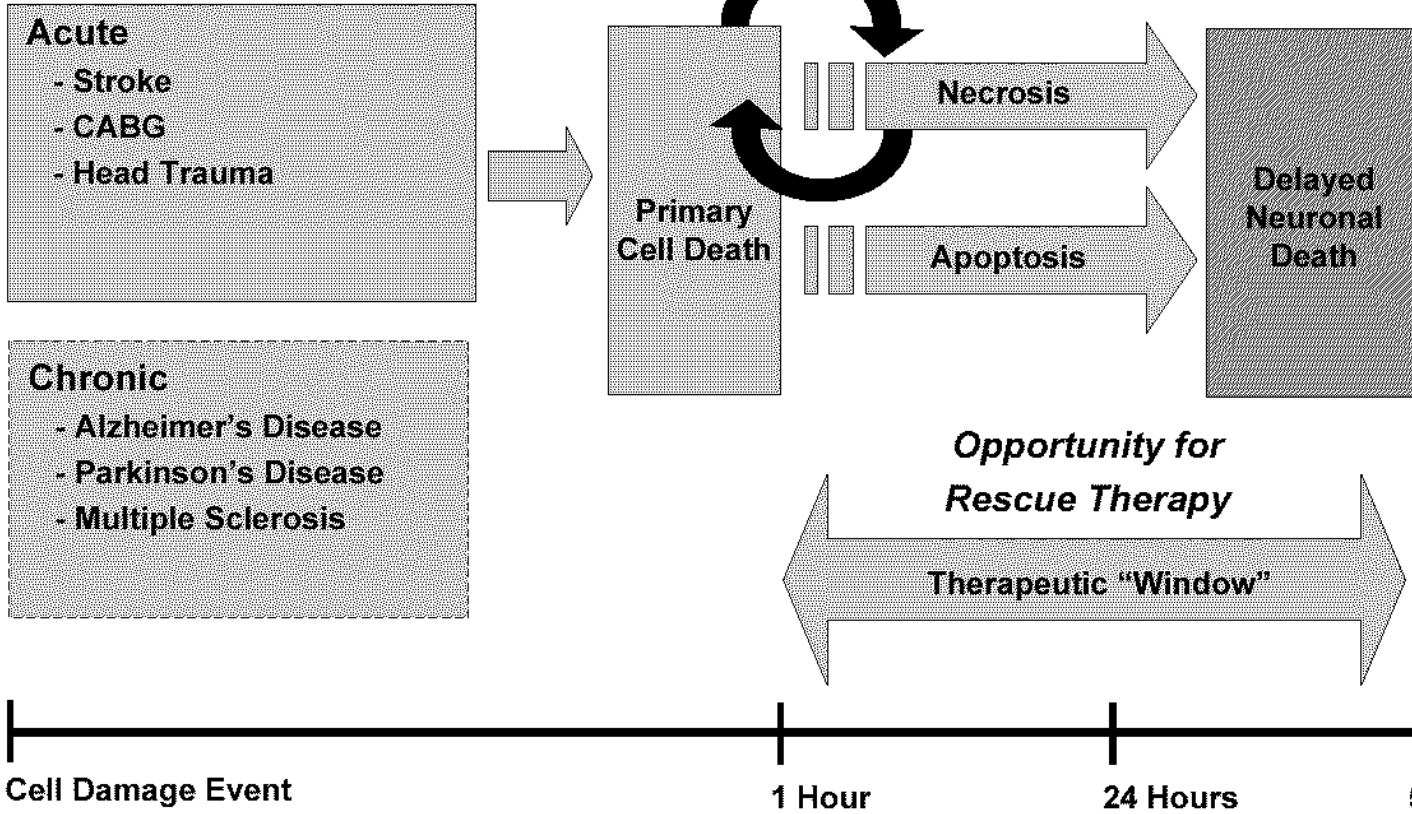 Acute
- Stroke
- CABG
- Head Trauma
Primary
Cell Death
Necrosis
Apoptosis
Delayed
Neuronal
Death
Chronic
- Alzheimer's Disease
- Parkinson's Disease
- Multiple Sclerosis
Opportunity for
Rescue Therapy
Therapeutic “Window”
Cell Damage Event
1 Hour
24 Hours